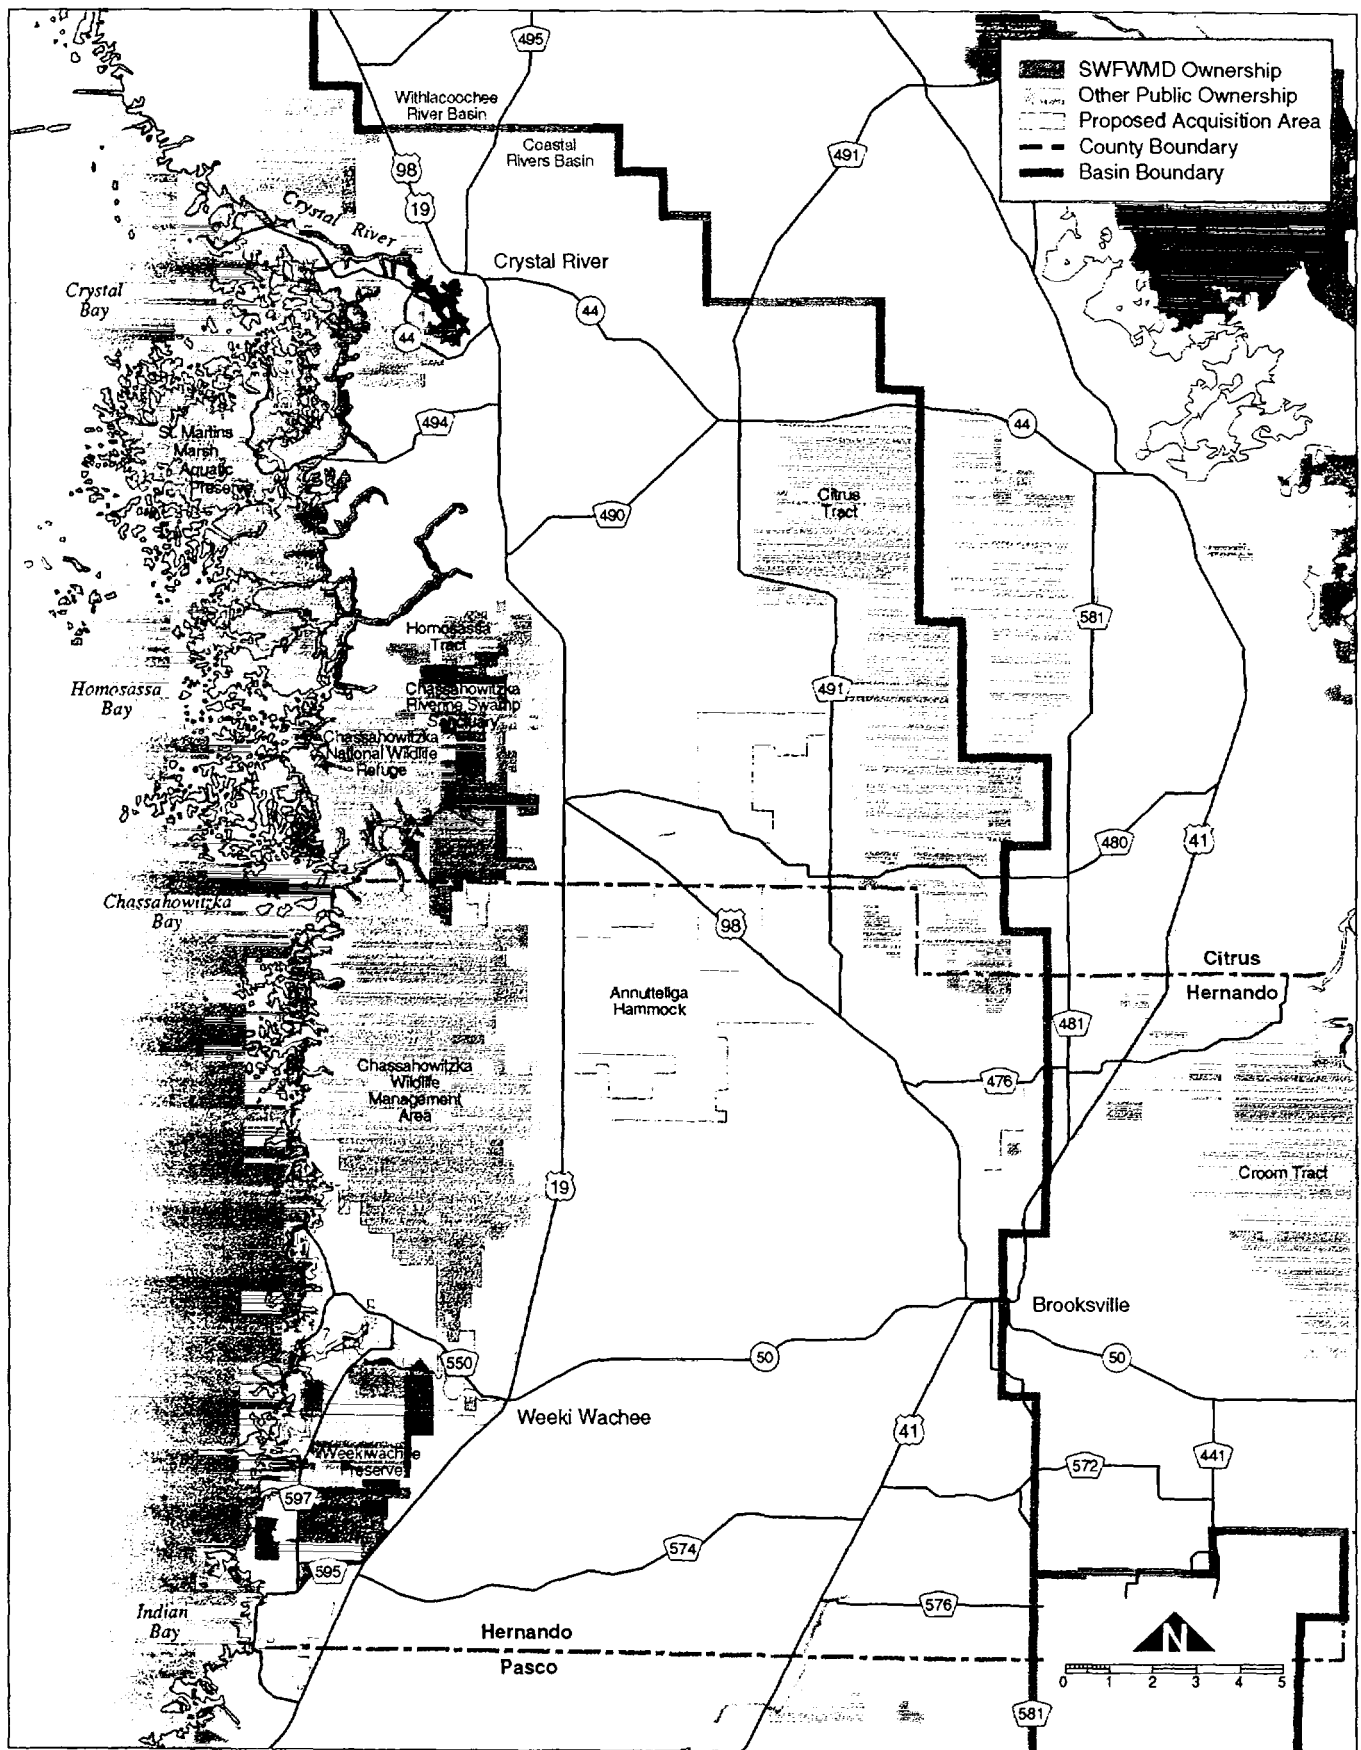 495
SWFWMD Ownership
Other Public Ownership
Proposed Acquisition Area
County Boundary
Basin Boundary
Withlacoochee
River Basin
Coastal
Rivers Basin
491
98
19
Crystal River
Crystal River
Crystal
Bay
44
44
494
44
St. Martins
Marsh
Aquatic
Preserve
Citrus
Tract
490
581
Homosassa
Tract
Homosassa
Bay
Chassahowitzka
Riverine Swamp
Sanctuary
491
Chassahowitzka
National Wildlife
Refuge
480
41
Chassahowitzka
Bay
98
Citrus
Hernando
Annutteliga
Hammock
481
Chassahowitzka
Wildlife
Management
Area
476
Croom Tract
19
Brooksville
550
50
50
Weeki Wachee
41
441
Weekiwachee
Preserve
572
597
574
595
576
Indian
Bay
Hernando
Pasco
N
0 1 2 3 4 5
581